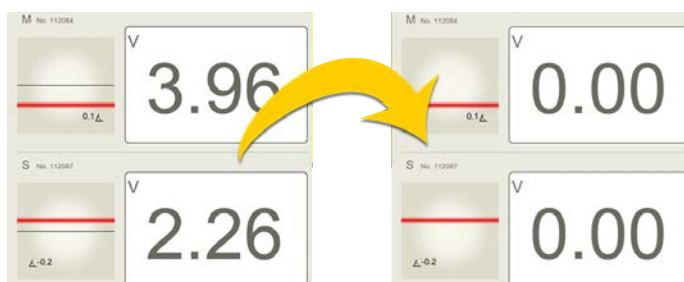 M No. 112084
V
3.96
0.1∡
S No. 112087
V
2.26
∡-0.2
M No. 112084
V
0.00
0.1∡
S No. 112087
V
0.00
∡-0.2